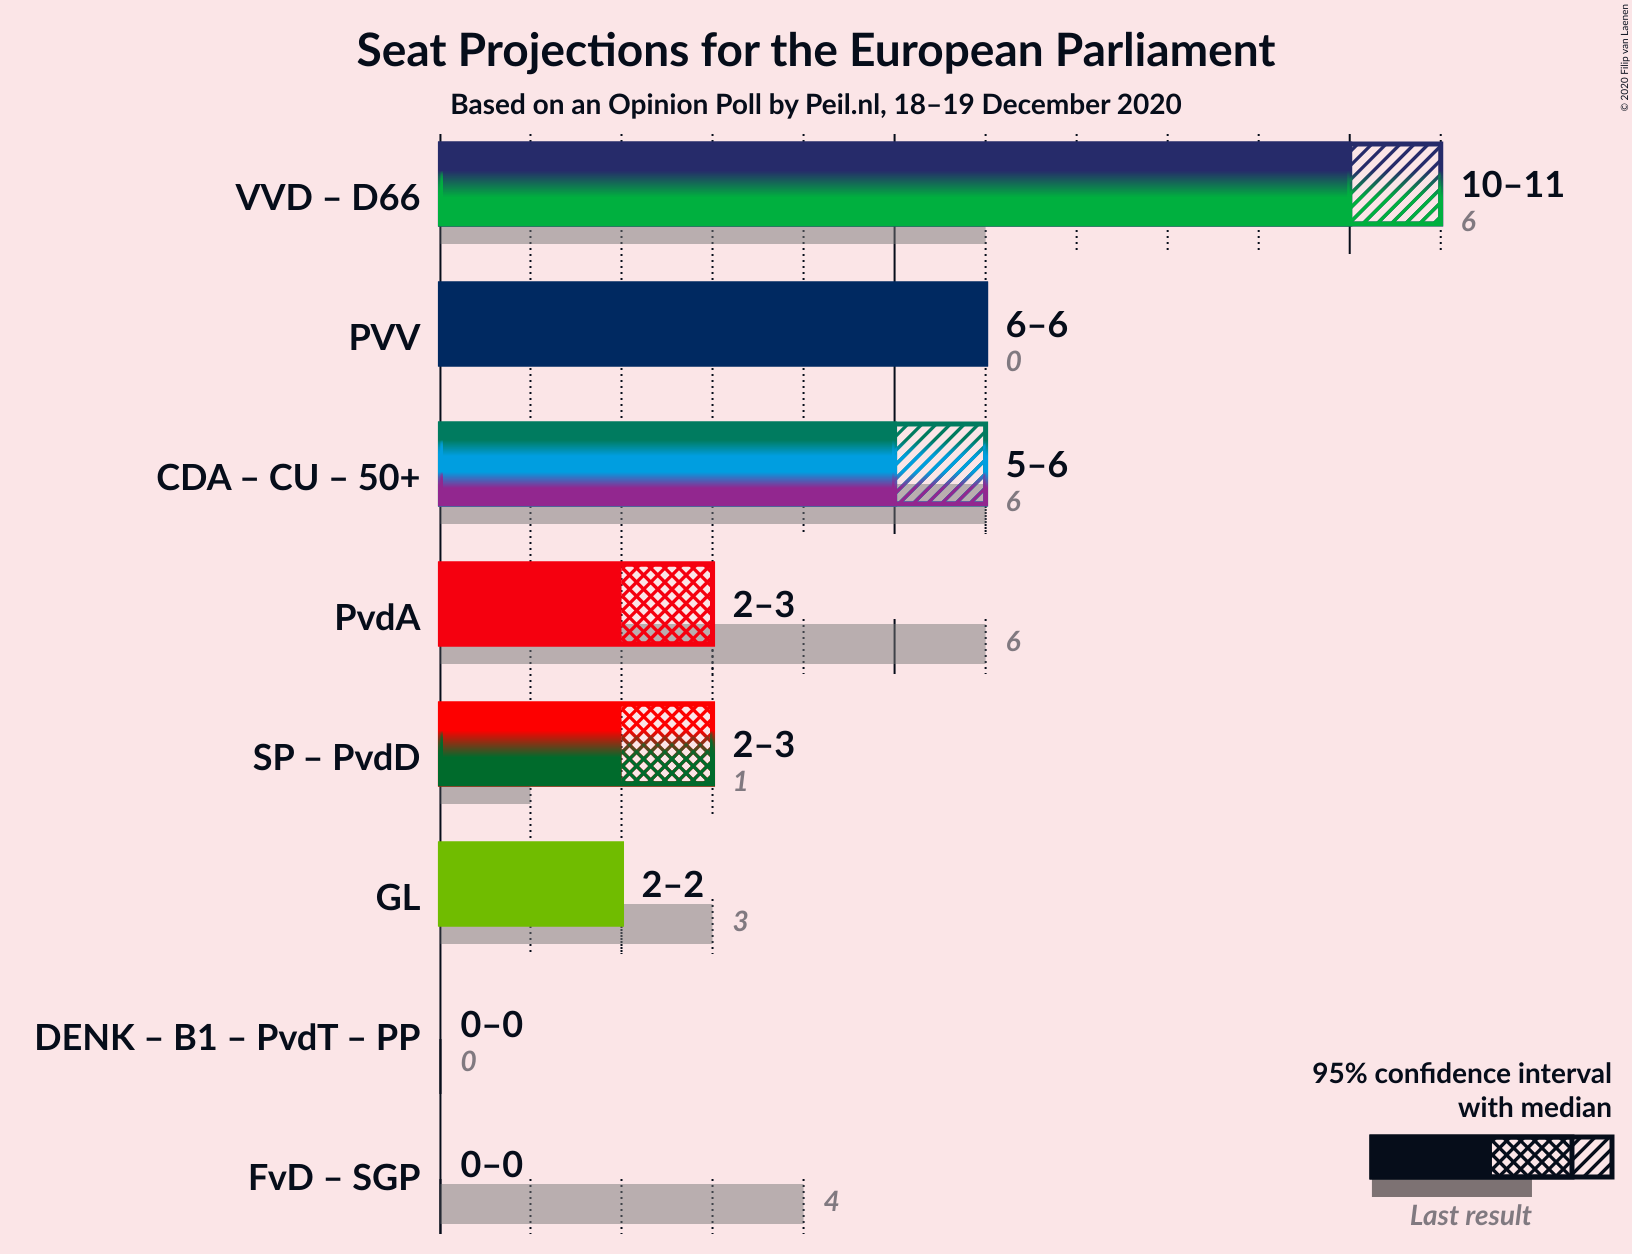 Seat Projections for the European Parliament
Based on an Opinion Poll by Peil.nl, 18–19 December 2020
© 2020 Filip van Laenen
VVD – D66
10–11
6
PVV
6–6
0
CDA – CU – 50+
5–6
6
PvdA
2–3
6
SP – PvdD
2–3
1
GL
2–2
3
DENK – B1 – PvdT – PP
0–0
0
FvD – SGP
0–0
4
95% confidence interval
with median
Last result